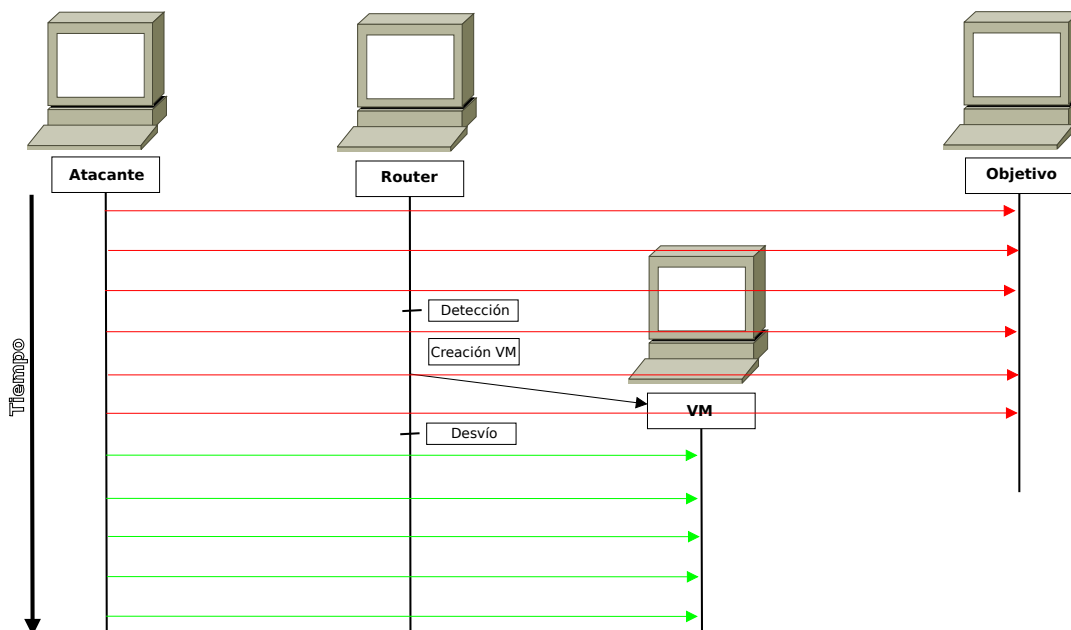 Atacante
Router
Objetivo
Detección
Creación VM
VM
Desvío
Tiempo